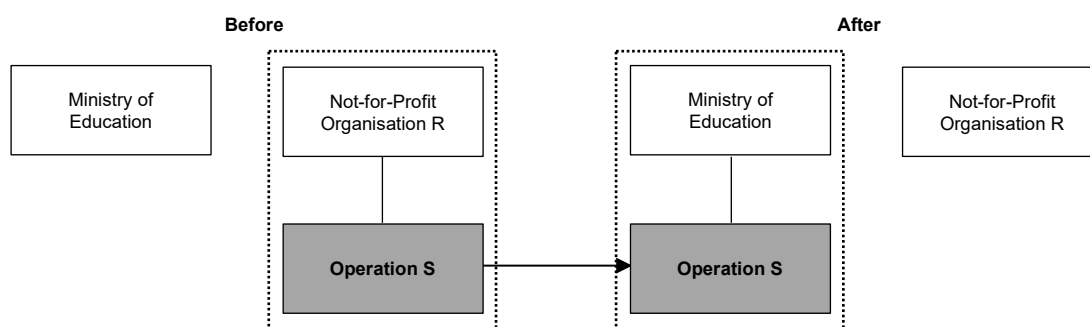 Before
After
Ministry of
Education
Not-for-Profit
Organisation R
Ministry of
Education
Not-for-Profit
Organisation R
Operation S
Operation S